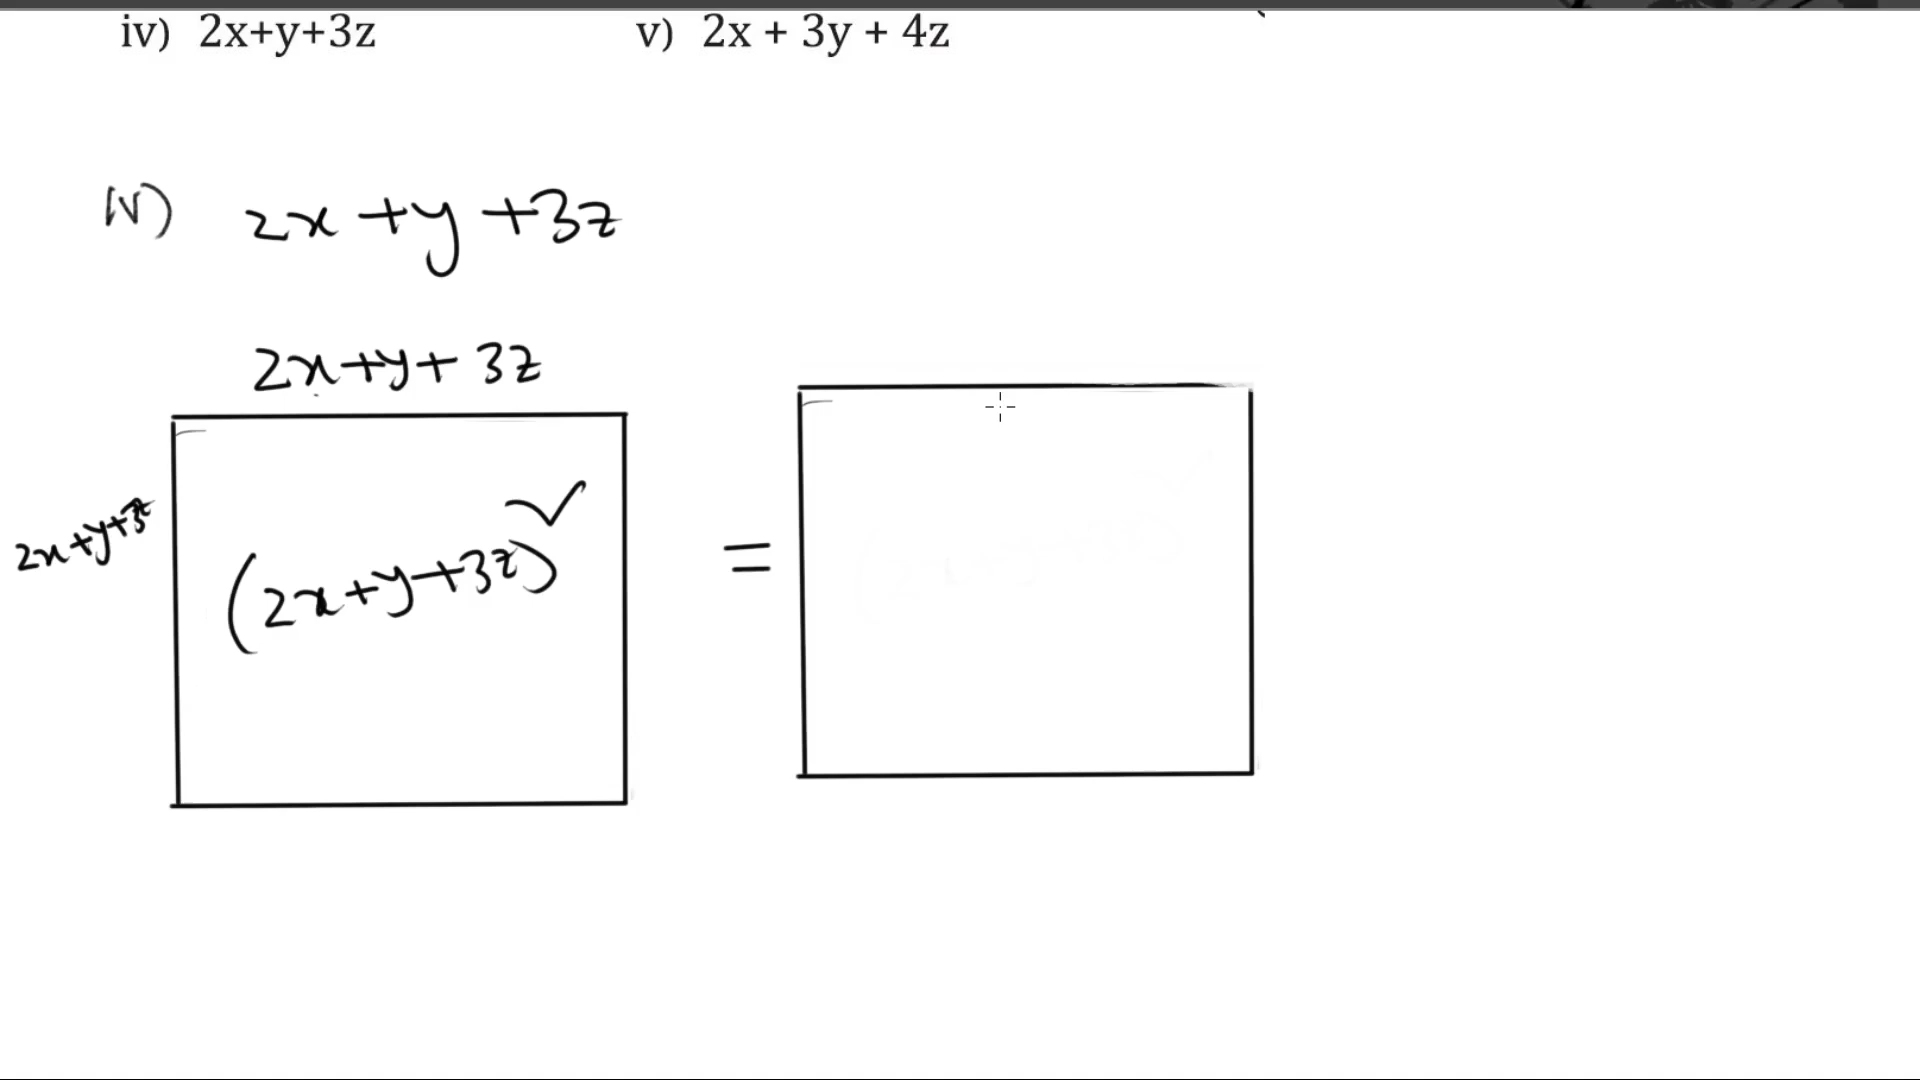 iv) 2x+y+3z v) 2x + 3y + 4z
IV) 2x + y + 3z
2x+y+ 3z
2x+y+3z
(2x+y+3z)
=